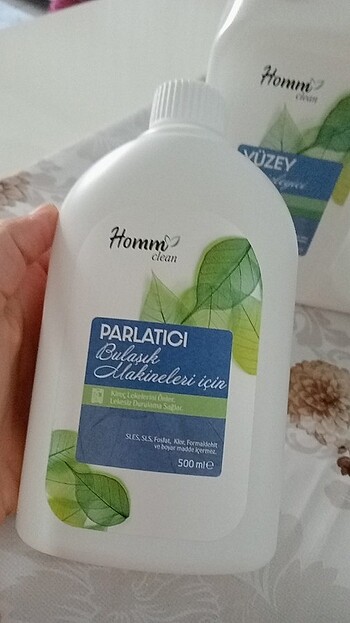 Homm
clean
YÜZEY
Homm
clean
PARLATICI
Bulaşık
Makineleri için
Kireç Lekelerini Önler.
Lekesiz Durulama Sağlar.
SLES, SLS, Fosfat, Klor, Formaldehit
ve boyar madde içermez.
500 ml ℮